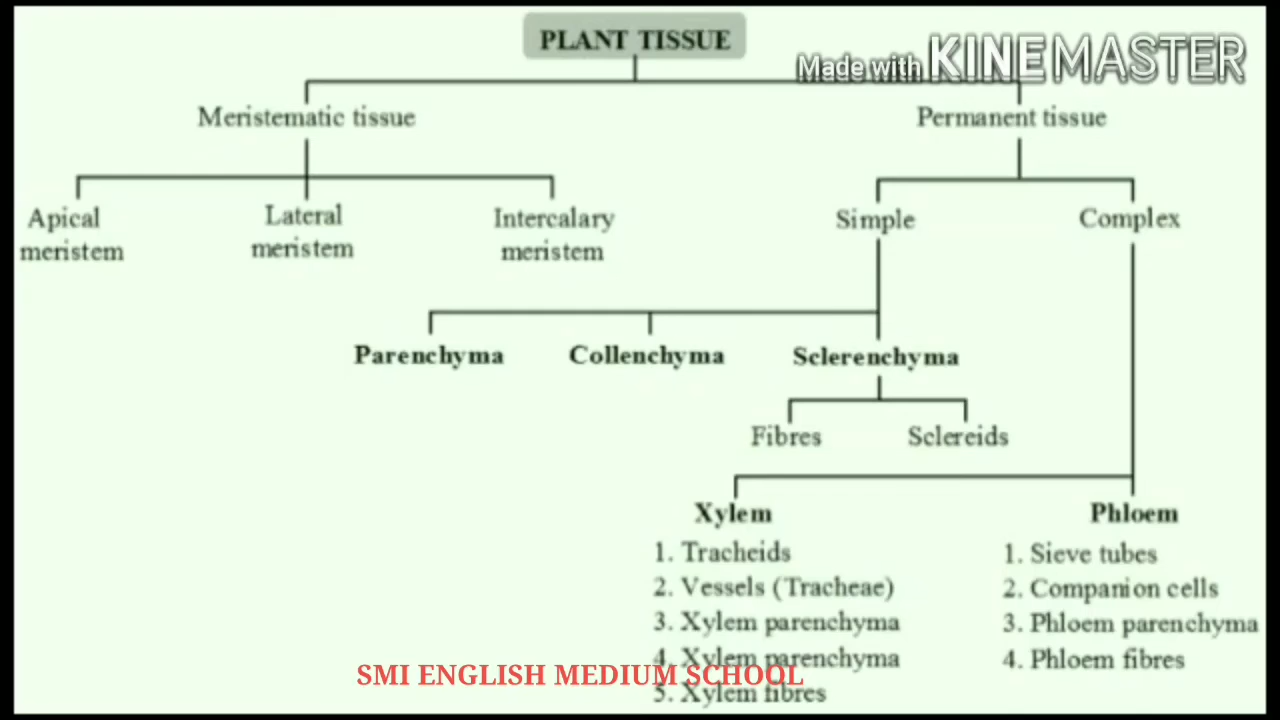 PLANT TISSUE
Made with KINEMASTER
Meristematic tissue
Permanent tissue
Apical
meristem
Lateral
meristem
Intercalary
meristem
Simple
Complex
Parenchyma
Collenchyma
Sclerenchyma
Fibres
Sclereids
Xylem
1. Tracheids
2. Vessels (Tracheae)
3. Xylem parenchyma
4. Xylem parenchyma
5. Xylem fibres
Phloem
1. Sieve tubes
2. Companion cells
3. Phloem parenchyma
4. Phloem fibres
SMI ENGLISH MEDIUM SCHOOL